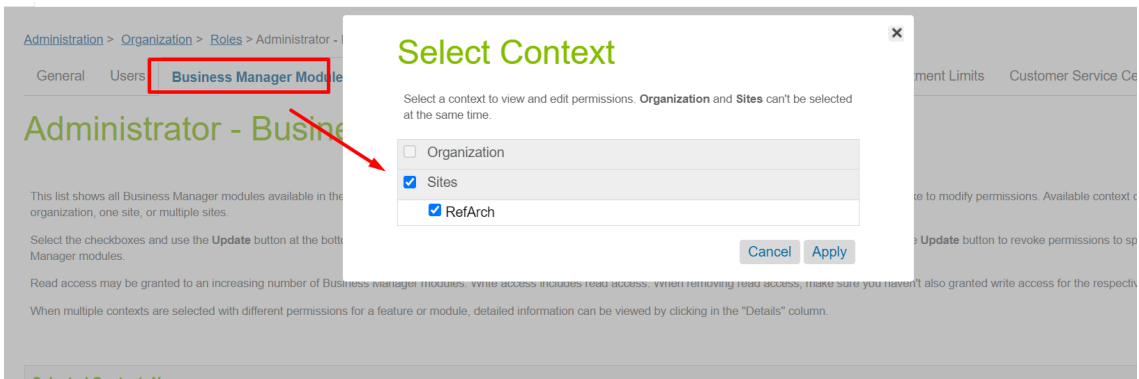 Administration > Organization > Roles > Administrator -
General Users Business Manager Module
ment Limits Customer Service Ce
Administrator - Busine
This list shows all Business Manager modules available in the
ke to modify permissions. Available context c
organization, one site, or multiple sites.
Select the checkboxes and use the Update button at the botto
Update button to revoke permissions to sp
Manager modules.
Read access may be granted to an increasing number of Business Manager modules. Write access includes read access. When removing read access, make sure you haven't also granted write access for the respectiv
When multiple contexts are selected with different permissions for a feature or module, detailed information can be viewed by clicking in the "Details" column.
Select Context
×
Select a context to view and edit permissions. Organization and Sites can't be selected
at the same time.
Organization
Sites
RefArch
Cancel Apply